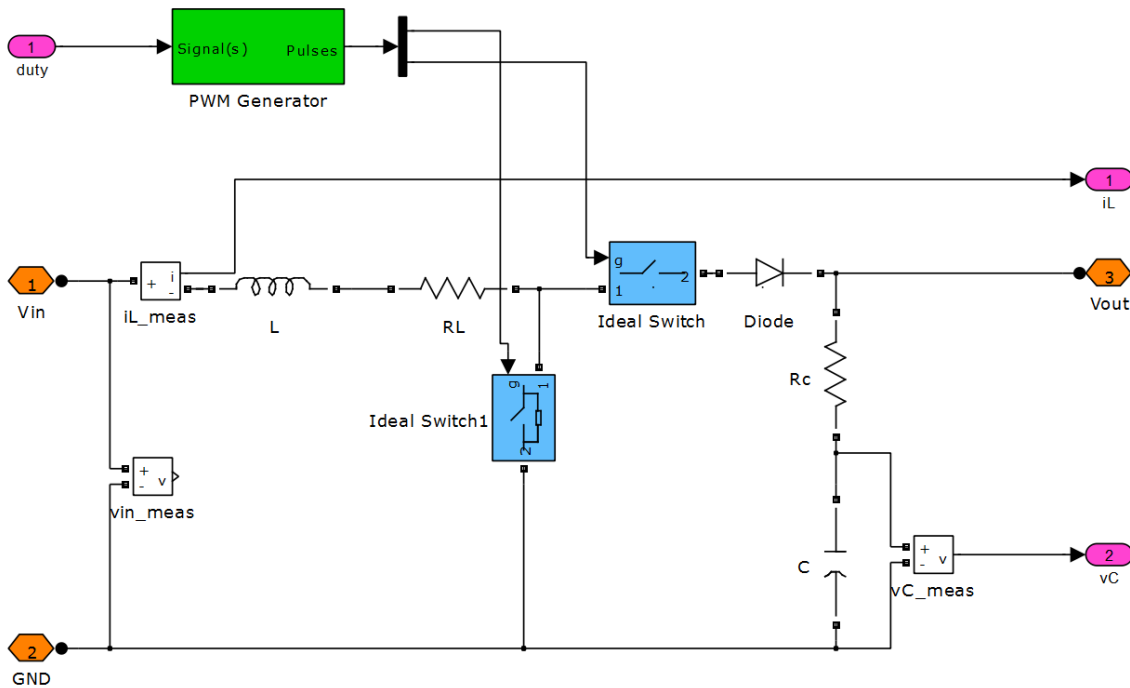 1
duty
Signal(s) Pulses
PWM Generator
1
iL
1
Vin
+ i
-
iL_meas
L
RL
g
1 2
Ideal Switch
Diode
3
Vout
Rc
g 1
2
Ideal Switch1
+
- v
vin_meas
C
+
- v
vC_meas
2
vC
2
GND